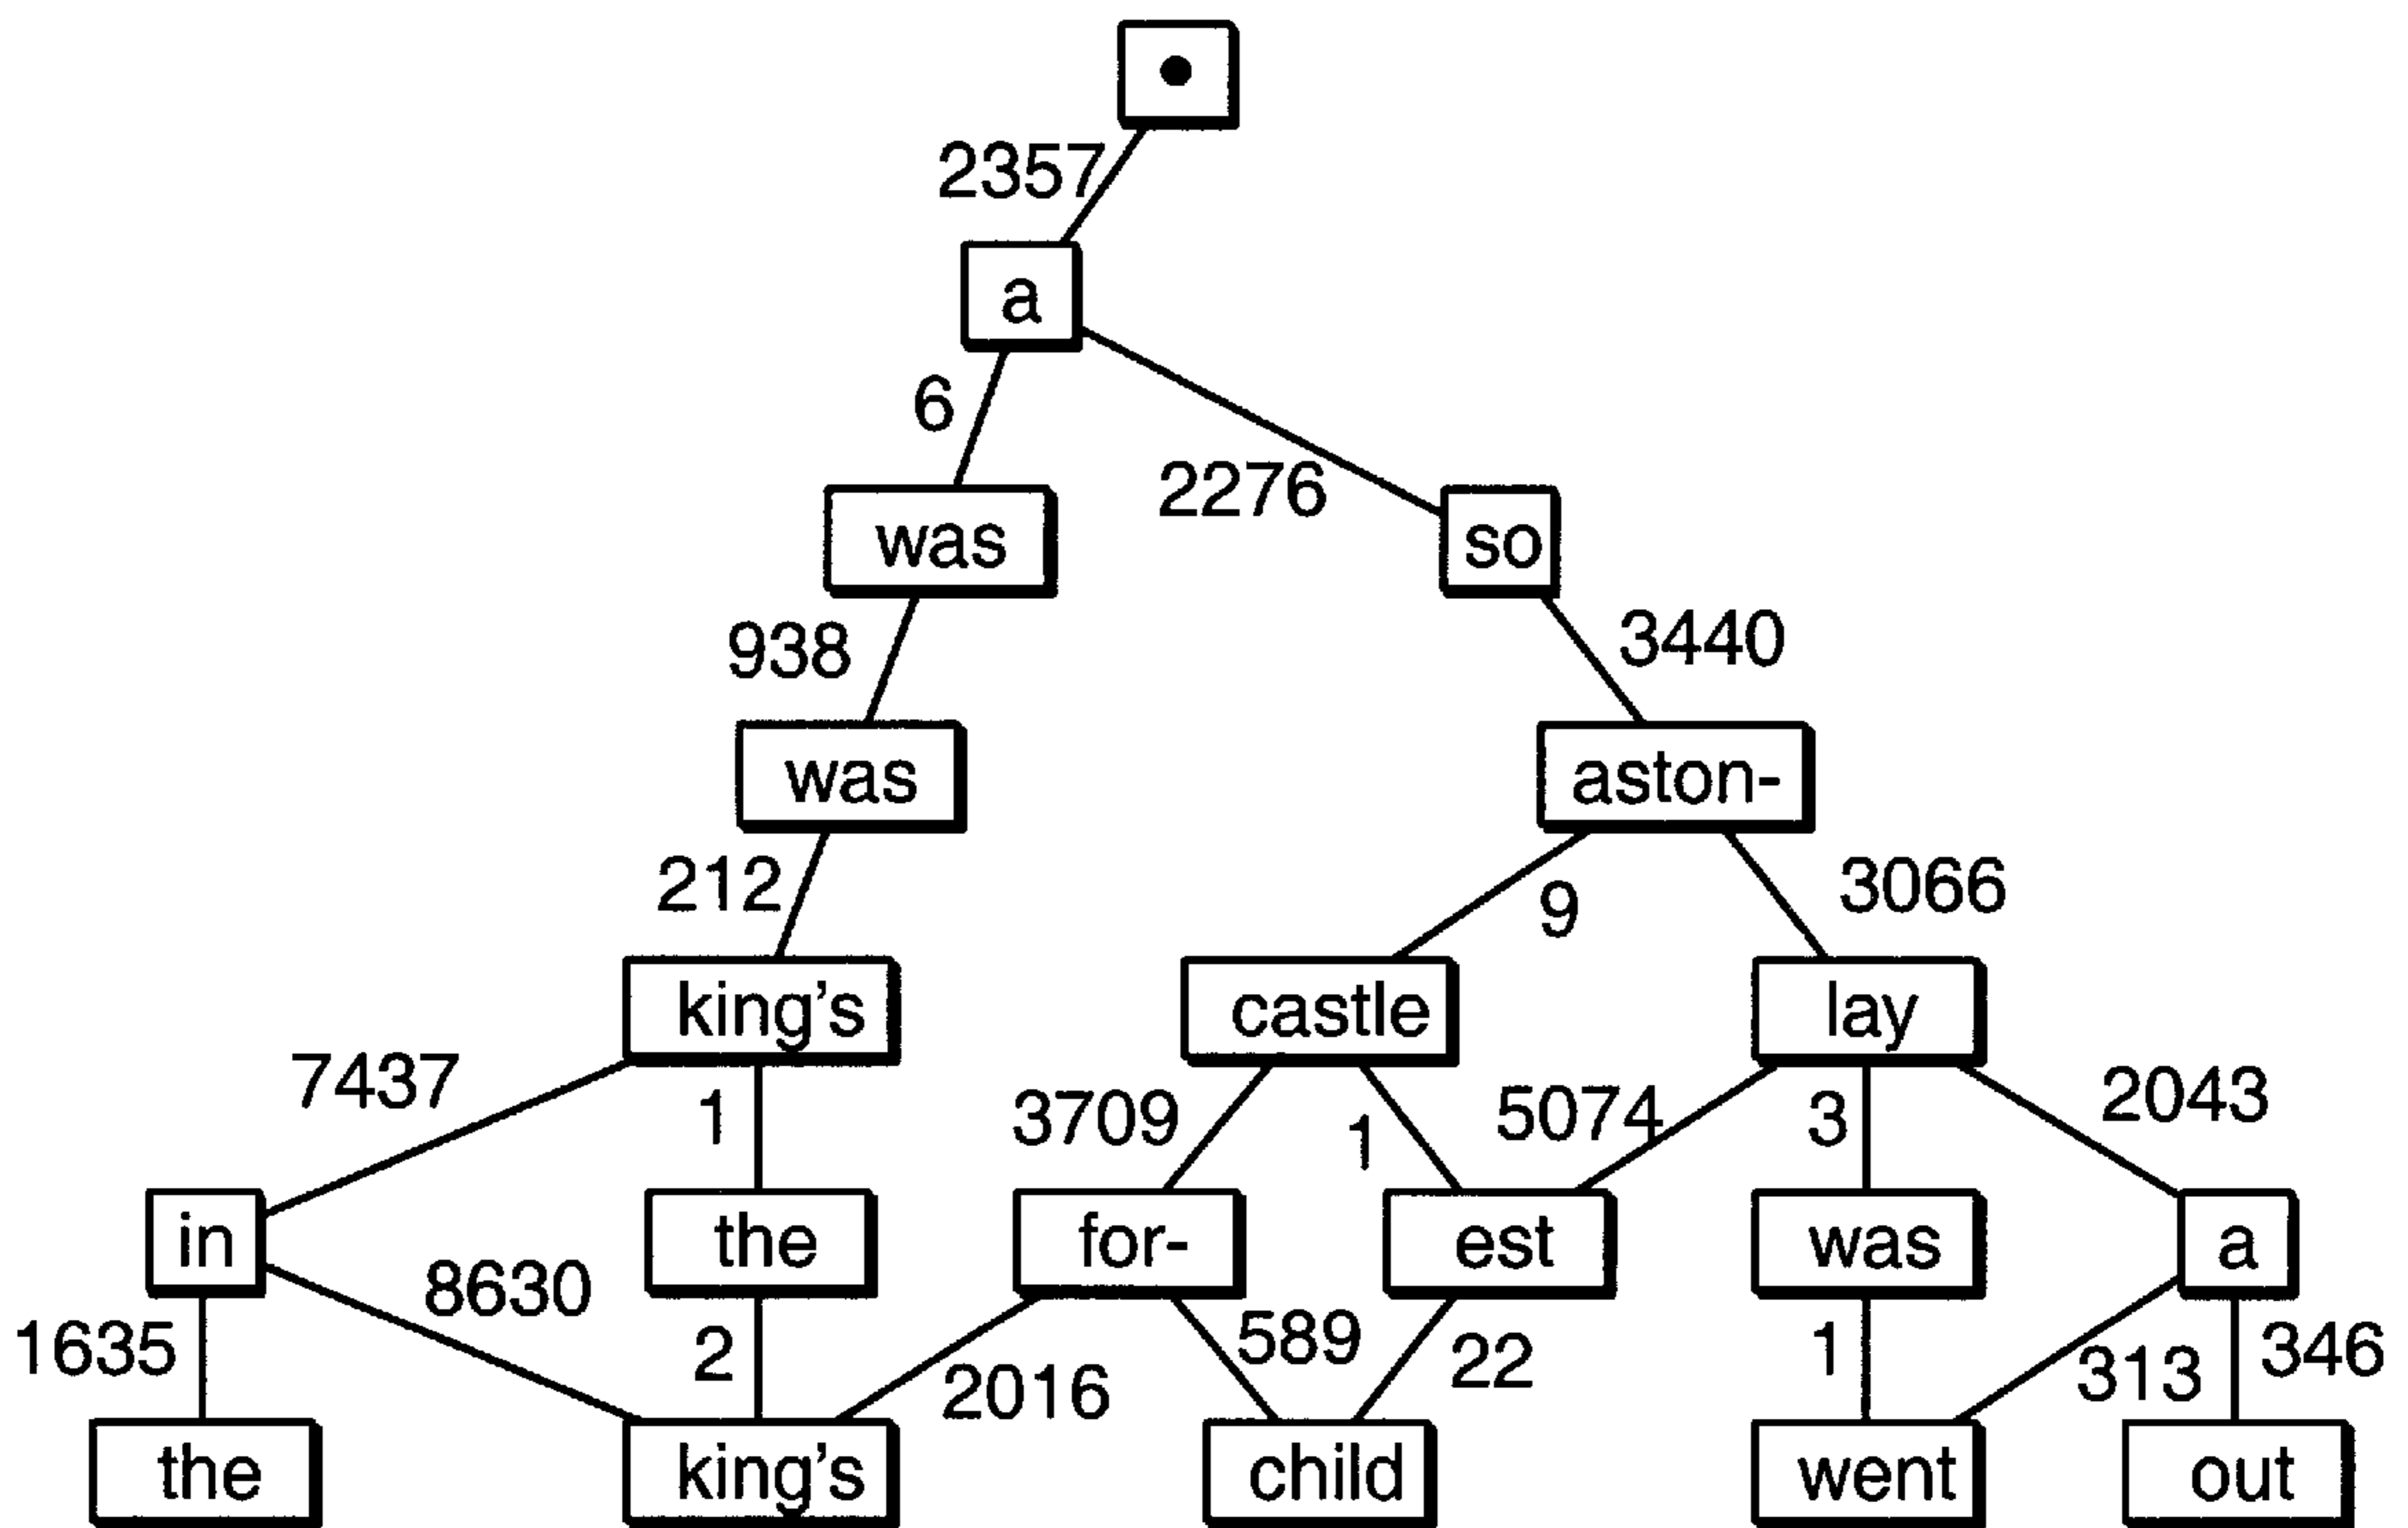 2357
a
6
2276
was
so
938
3440
was
aston-
212
9
3066
king's
castle
lay
7437
1
3709
1
5074
3
2043
in
the
for-
est
was
a
1635
8630
2
2016
589
22
1
313
346
the
king's
child
went
out